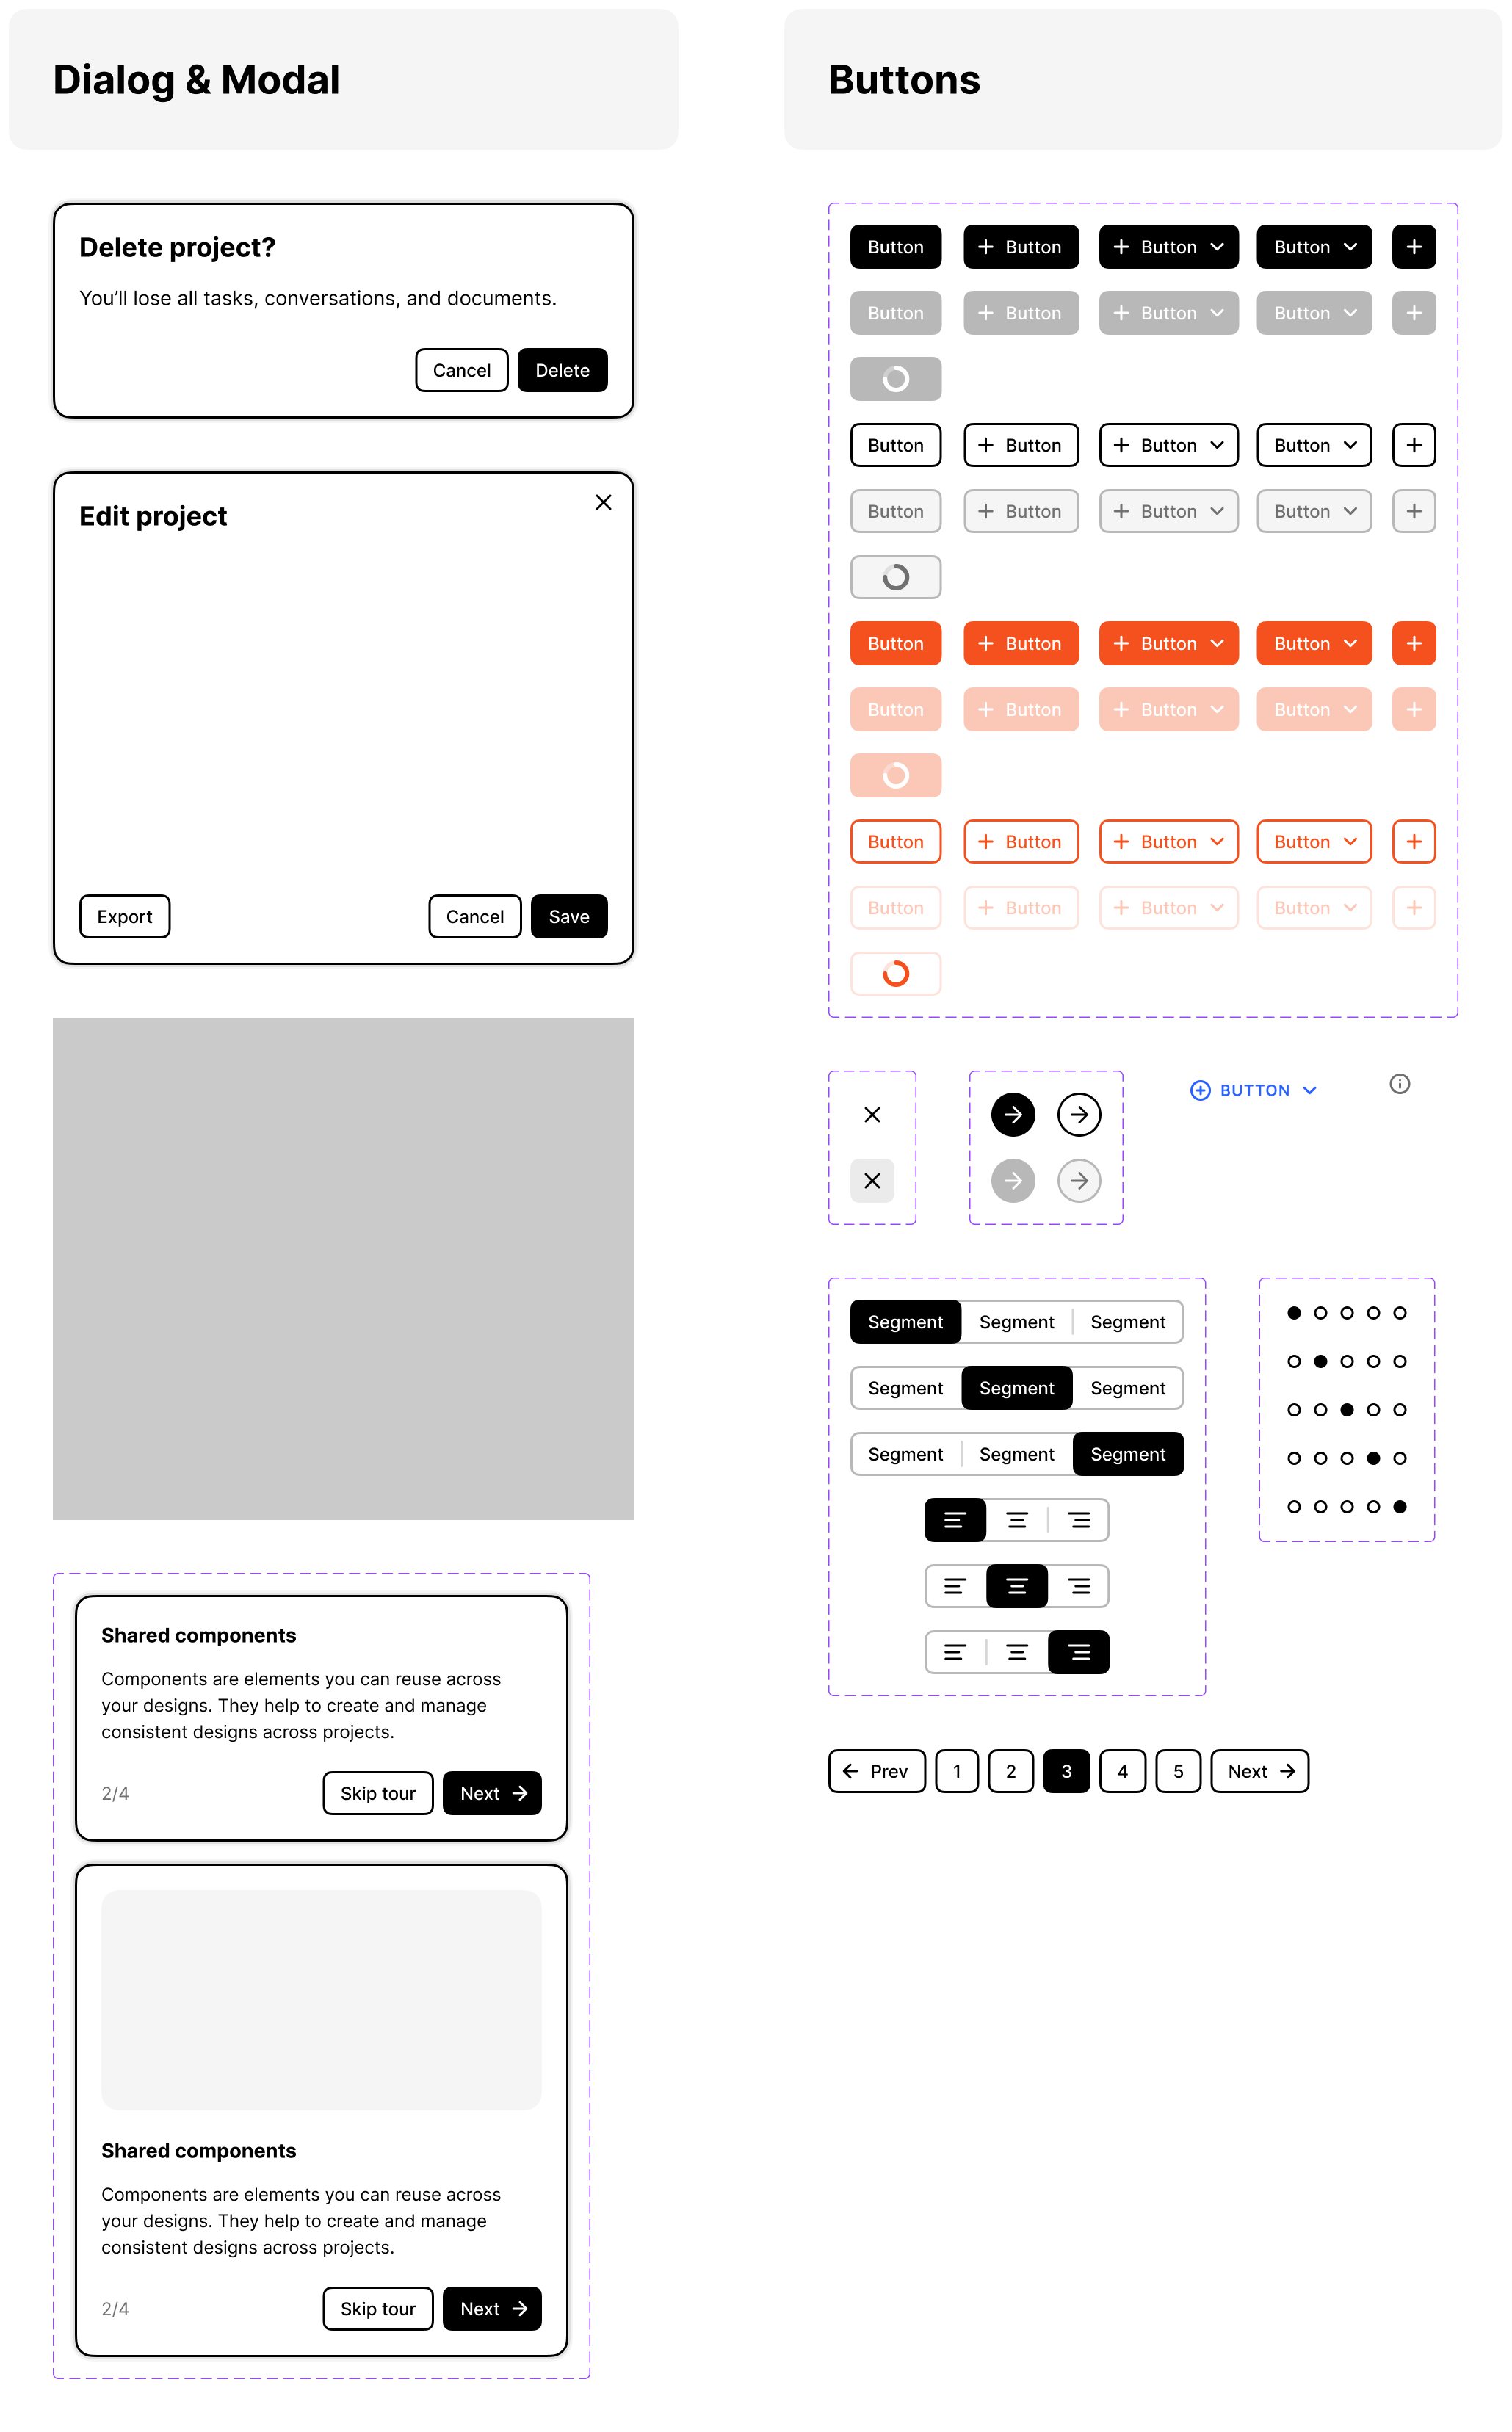 Dialog & Modal
Delete project?
You’ll lose all tasks, conversations, and documents.
Cancel Delete
Edit project
Export Cancel Save
Shared components
Components are elements you can reuse across
your designs. They help to create and manage
consistent designs across projects.
2/4 Skip tour Next
Shared components
Components are elements you can reuse across
your designs. They help to create and manage
consistent designs across projects.
2/4 Skip tour Next
Buttons
Button Button Button Button
Button Button Button Button
Button Button Button Button
Button Button Button Button
Button Button Button Button
Button Button Button Button
Button Button Button Button
Button Button Button Button
BUTTON
Segment Segment Segment
Segment Segment Segment
Segment Segment Segment
Prev 1 2 3 4 5 Next